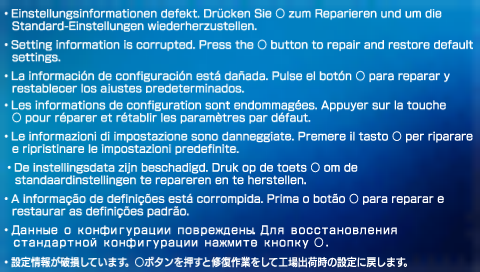 • Einstellungsinformationen defekt. Drücken Sie ○ zum Reparieren und um die
Standard-Einstellungen wiederherzustellen.
• Setting information is corrupted. Press the ○ button to repair and restore default
settings.
• La información de configuración está dañada. Pulse el botón ○ para reparar y
restablecer los ajustes predeterminados.
• Les informations de configuration sont endommagées. Appuyer sur la touche
○ pour réparer et rétablir les paramètres par défaut.
• Le informazioni di impostazione sono danneggiate. Premere il tasto ○ per riparare
e ripristinare le impostazioni predefinite.
• De instellingsdata zijn beschadigd. Druk op de toets ○ om de
standaardinstellingen te repareren en te herstellen.
• A informação de definições está corrompida. Prima o botão ○ para reparar e
restaurar as definições padrão.
• Данные о конфигурации повреждены. Для восстановления
стандартной конфигурации нажмите кнопку ○.
• 設定情報が破損しています。○ボタンを押すと修復作業をして工場出荷時の設定に戻します。